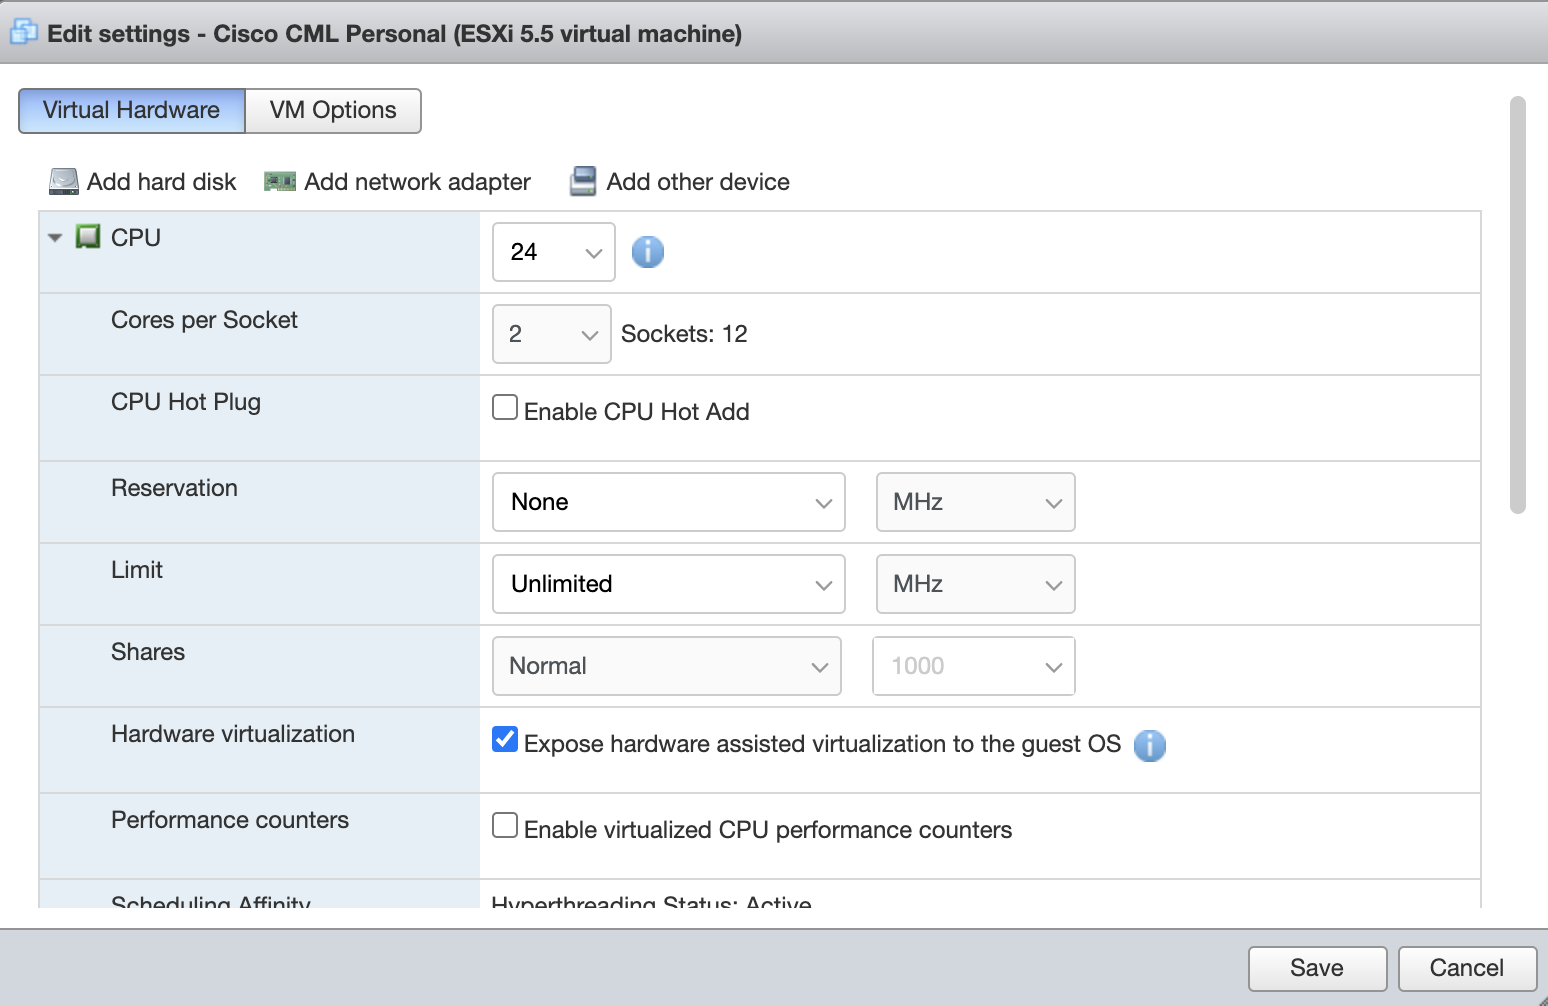 Edit settings - Cisco CML Personal (ESXi 5.5 virtual machine)
Virtual Hardware VM Options
Add hard disk Add network adapter Add other device
CPU 24
Cores per Socket 2 Sockets: 12
CPU Hot Plug Enable CPU Hot Add
Reservation None MHz
Limit Unlimited MHz
Shares Normal 1000
Hardware virtualization Expose hardware assisted virtualization to the guest OS
Performance counters Enable virtualized CPU performance counters
Scheduling Affinity Hyperthreading Status: Active
Save Cancel